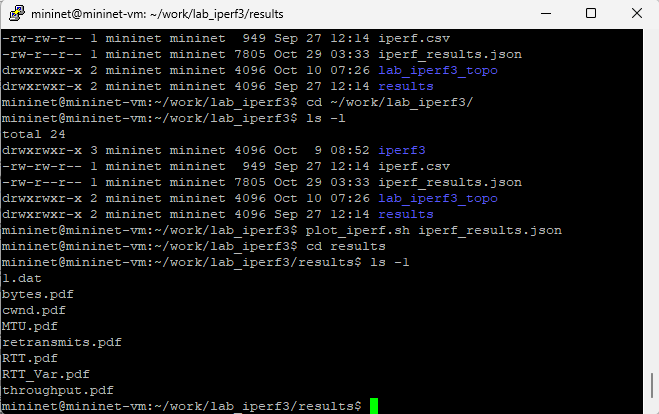 mininet@mininet-vm: ~/work/lab_iperf3/results
-rw-rw-r-- 1 mininet mininet  949 Sep 27 12:14 iperf.csv
-rw-r--r-- 1 mininet mininet 7805 Oct 29 03:33 iperf_results.json
drwxrwxr-x 2 mininet mininet 4096 Oct 10 07:26 lab_iperf3_topo
drwxrwxr-x 2 mininet mininet 4096 Sep 27 12:14 results
mininet@mininet-vm:~/work/lab_iperf3$ cd ~/work/lab_iperf3/
mininet@mininet-vm:~/work/lab_iperf3$ ls -l
total 24
drwxrwxr-x 3 mininet mininet 4096 Oct  9 08:52 iperf3
-rw-rw-r-- 1 mininet mininet  949 Sep 27 12:14 iperf.csv
-rw-r--r-- 1 mininet mininet 7805 Oct 29 03:33 iperf_results.json
drwxrwxr-x 2 mininet mininet 4096 Oct 10 07:26 lab_iperf3_topo
drwxrwxr-x 2 mininet mininet 4096 Sep 27 12:14 results
mininet@mininet-vm:~/work/lab_iperf3$ plot_iperf.sh iperf_results.json
mininet@mininet-vm:~/work/lab_iperf3$ cd results
mininet@mininet-vm:~/work/lab_iperf3/results$ ls -l
1.dat
bytes.pdf
cwnd.pdf
MTU.pdf
retransmits.pdf
RTT.pdf
RTT_Var.pdf
throughput.pdf
mininet@mininet-vm:~/work/lab_iperf3/results$